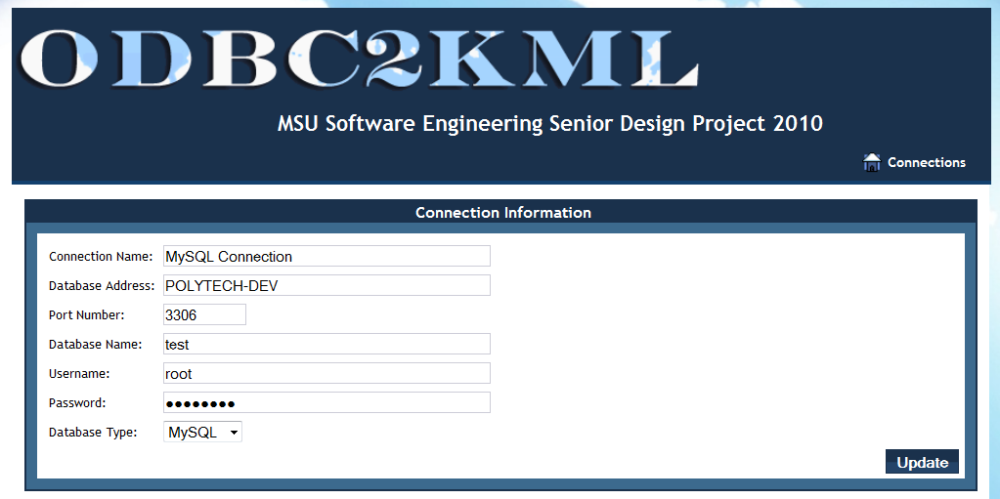 ODBC2KML
MSU Software Engineering Senior Design Project 2010
Connections
Connection Information
Connection Name: MySQL Connection
Database Address: POLYTECH-DEV
Port Number: 3306
Database Name: test
Username: root
Password: ●●●●●●●●
Database Type: MySQL
Update